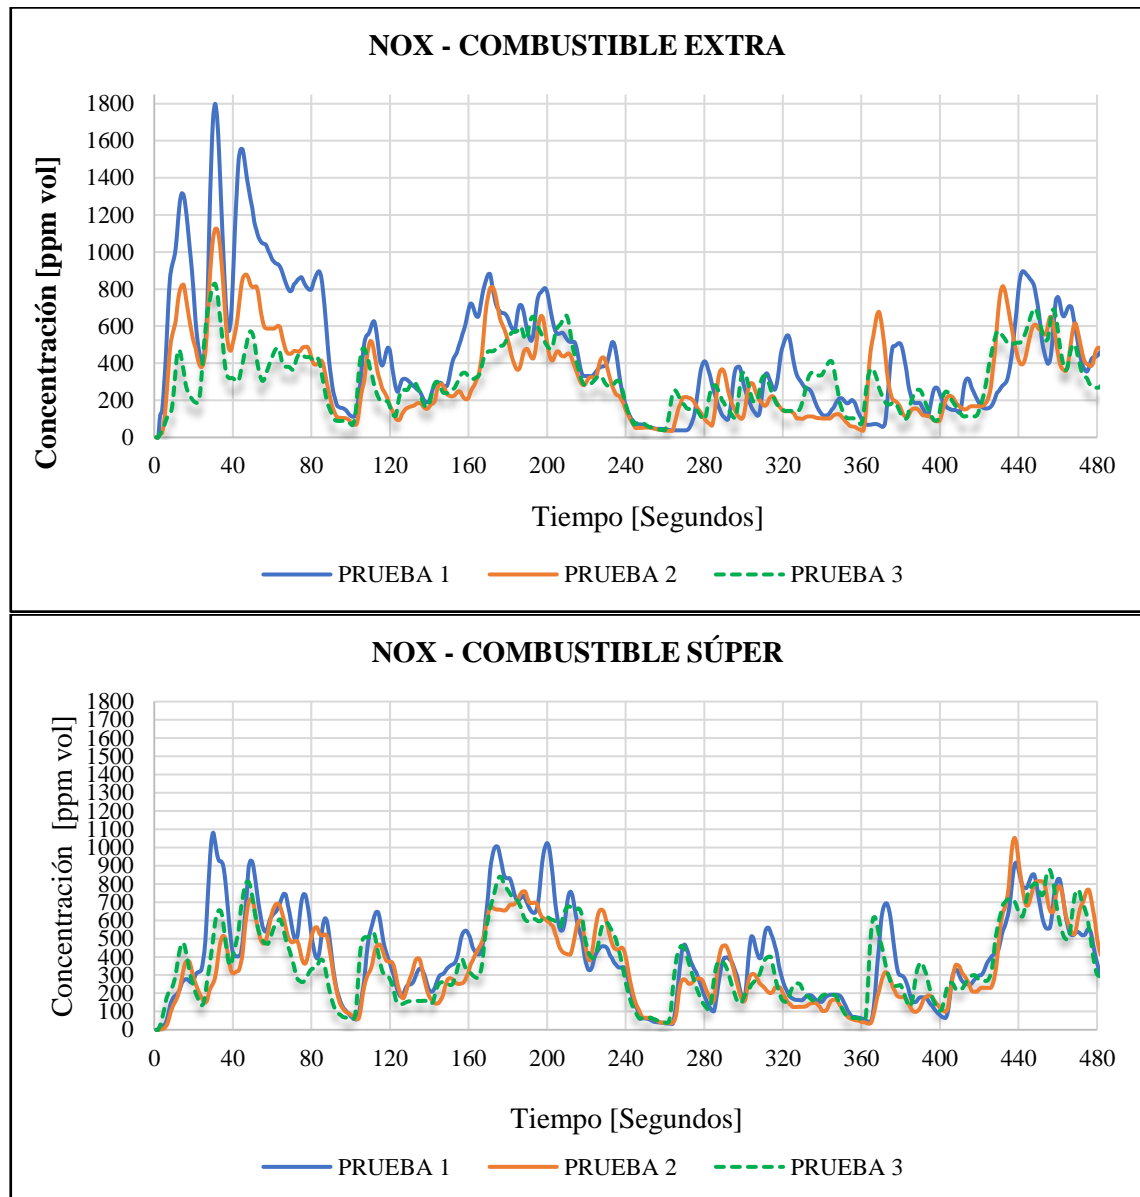 NOX - COMBUSTIBLE EXTRA
Concentración [ppm vol]
1800
1600
1400
1200
1000
800
600
400
200
0
0 40 80 120 160 200 240 280 320 360 400 440 480
Tiempo [Segundos]
PRUEBA 1 PRUEBA 2 PRUEBA 3
NOX - COMBUSTIBLE SÚPER
Concentración [ppm vol]
1800
1700
1600
1500
1400
1300
1200
1100
1000
900
800
700
600
500
400
300
200
100
0
0 40 80 120 160 200 240 280 320 360 400 440 480
Tiempo [Segundos]
PRUEBA 1 PRUEBA 2 PRUEBA 3